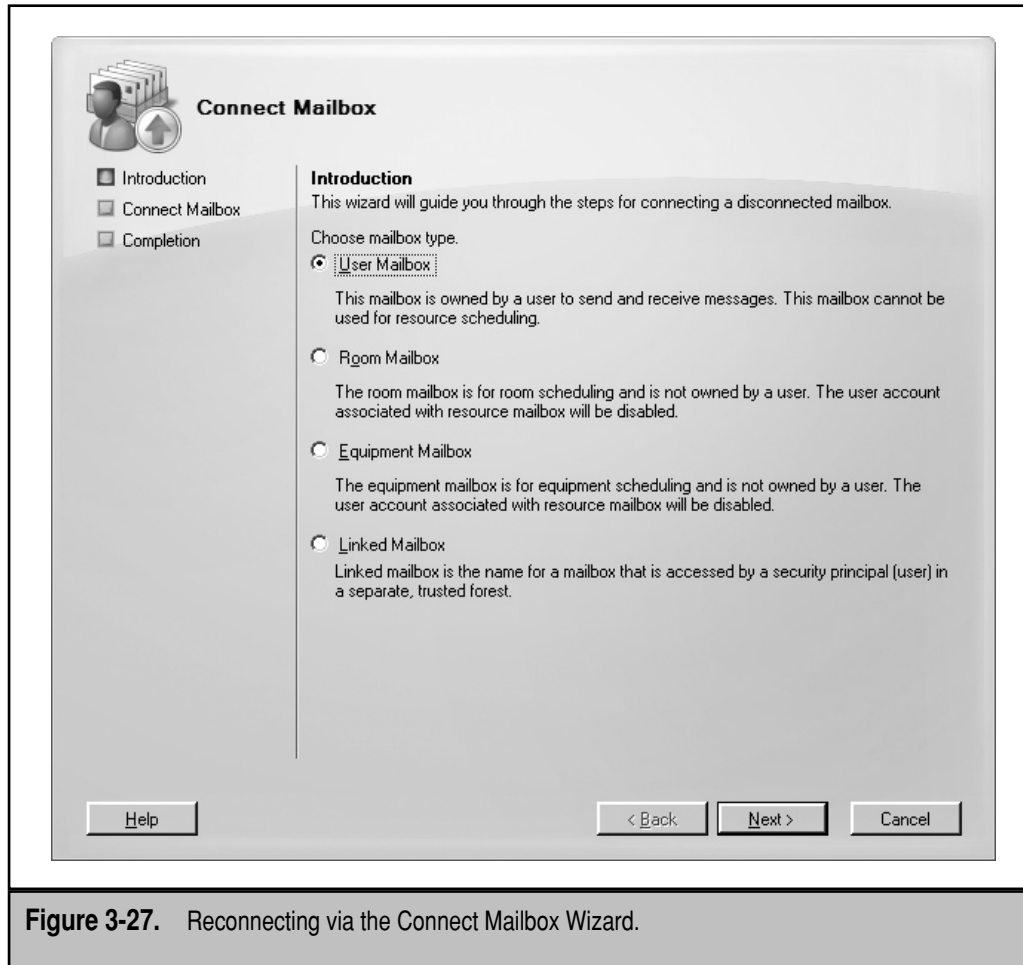 Connect Mailbox
Introduction
Connect Mailbox
Completion
Introduction
This wizard will guide you through the steps for connecting a disconnected mailbox.
Choose mailbox type.
User Mailbox
This mailbox is owned by a user to send and receive messages. This mailbox cannot be
used for resource scheduling.
Room Mailbox
The room mailbox is for room scheduling and is not owned by a user. The user account
associated with resource mailbox will be disabled.
Equipment Mailbox
The equipment mailbox is for equipment scheduling and is not owned by a user. The
user account associated with resource mailbox will be disabled.
Linked Mailbox
Linked mailbox is the name for a mailbox that is accessed by a security principal (user) in
a separate, trusted forest.
Help
< Back
Next >
Cancel
Figure 3-27. Reconnecting via the Connect Mailbox Wizard.